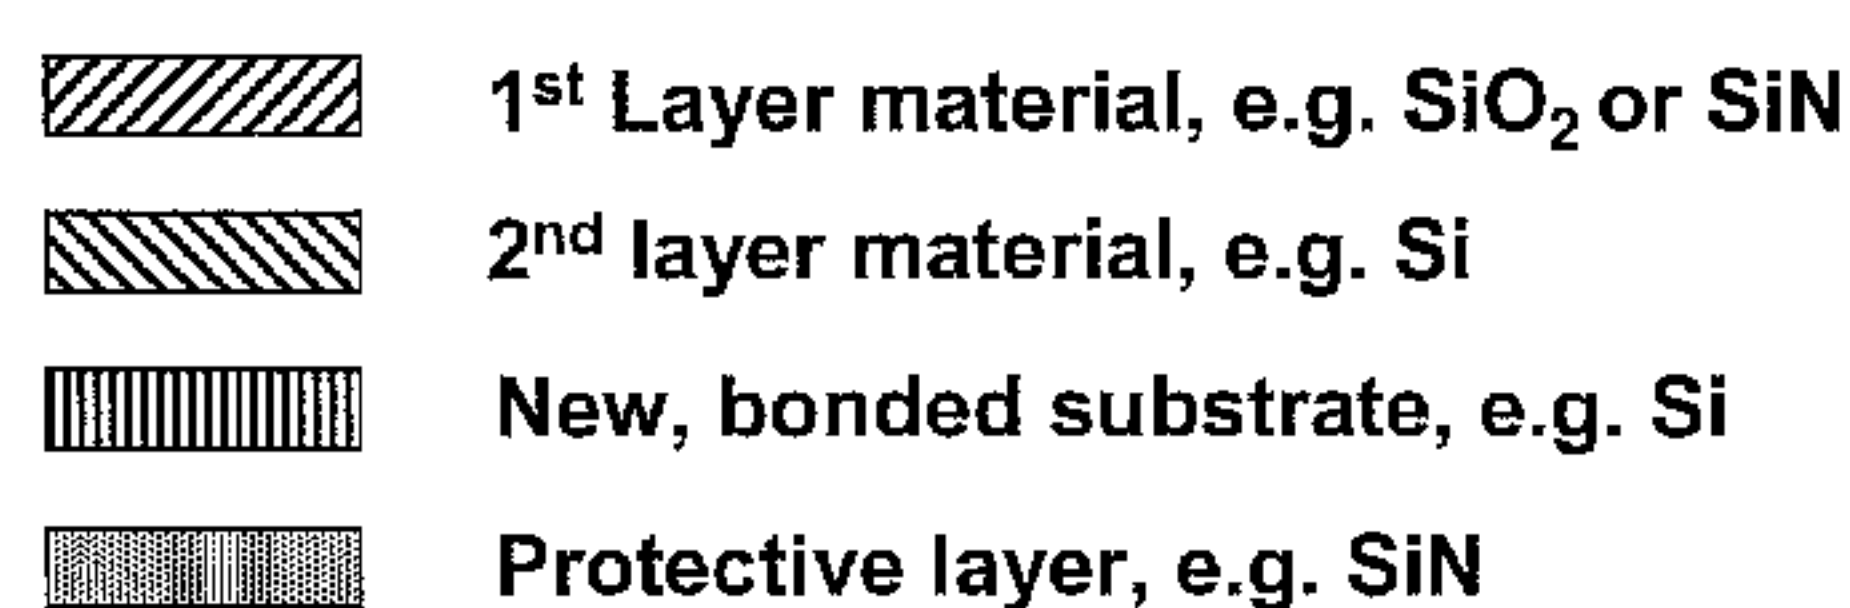 1st Layer material, e.g. SiO2 or SiN
2nd layer material, e.g. Si
New, bonded substrate, e.g. Si
Protective layer, e.g. SiN